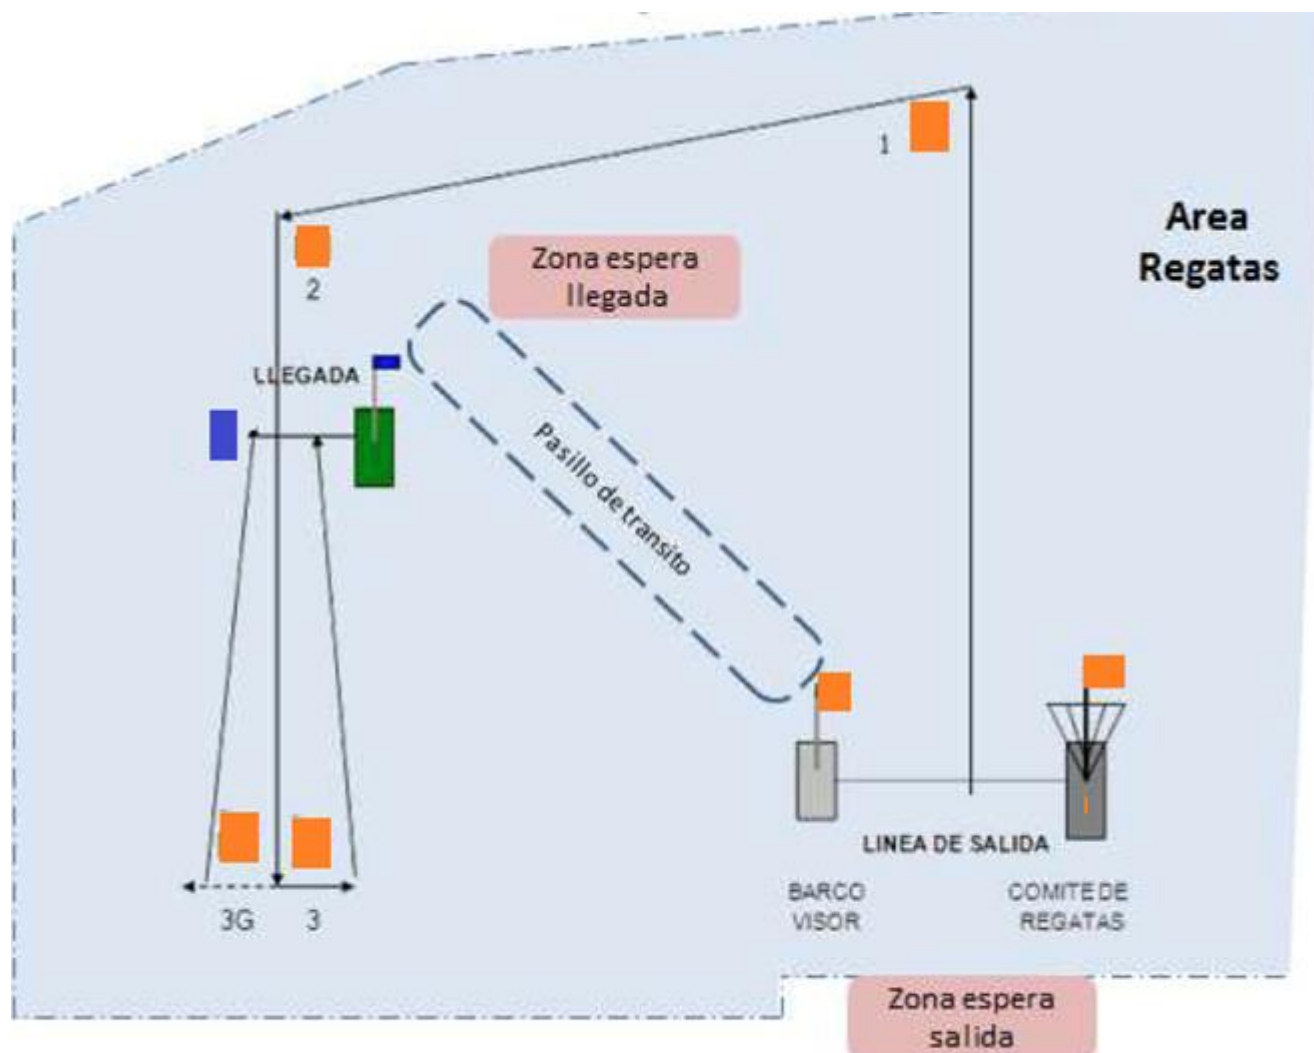 1
Area
Regatas
Zona espera
llegada
2
LLEGADA
Pasillo de transito
LINEA DE SALIDA
BARCO
VISOR
COMITE DE
REGATAS
3G
3
Zona espera
salida